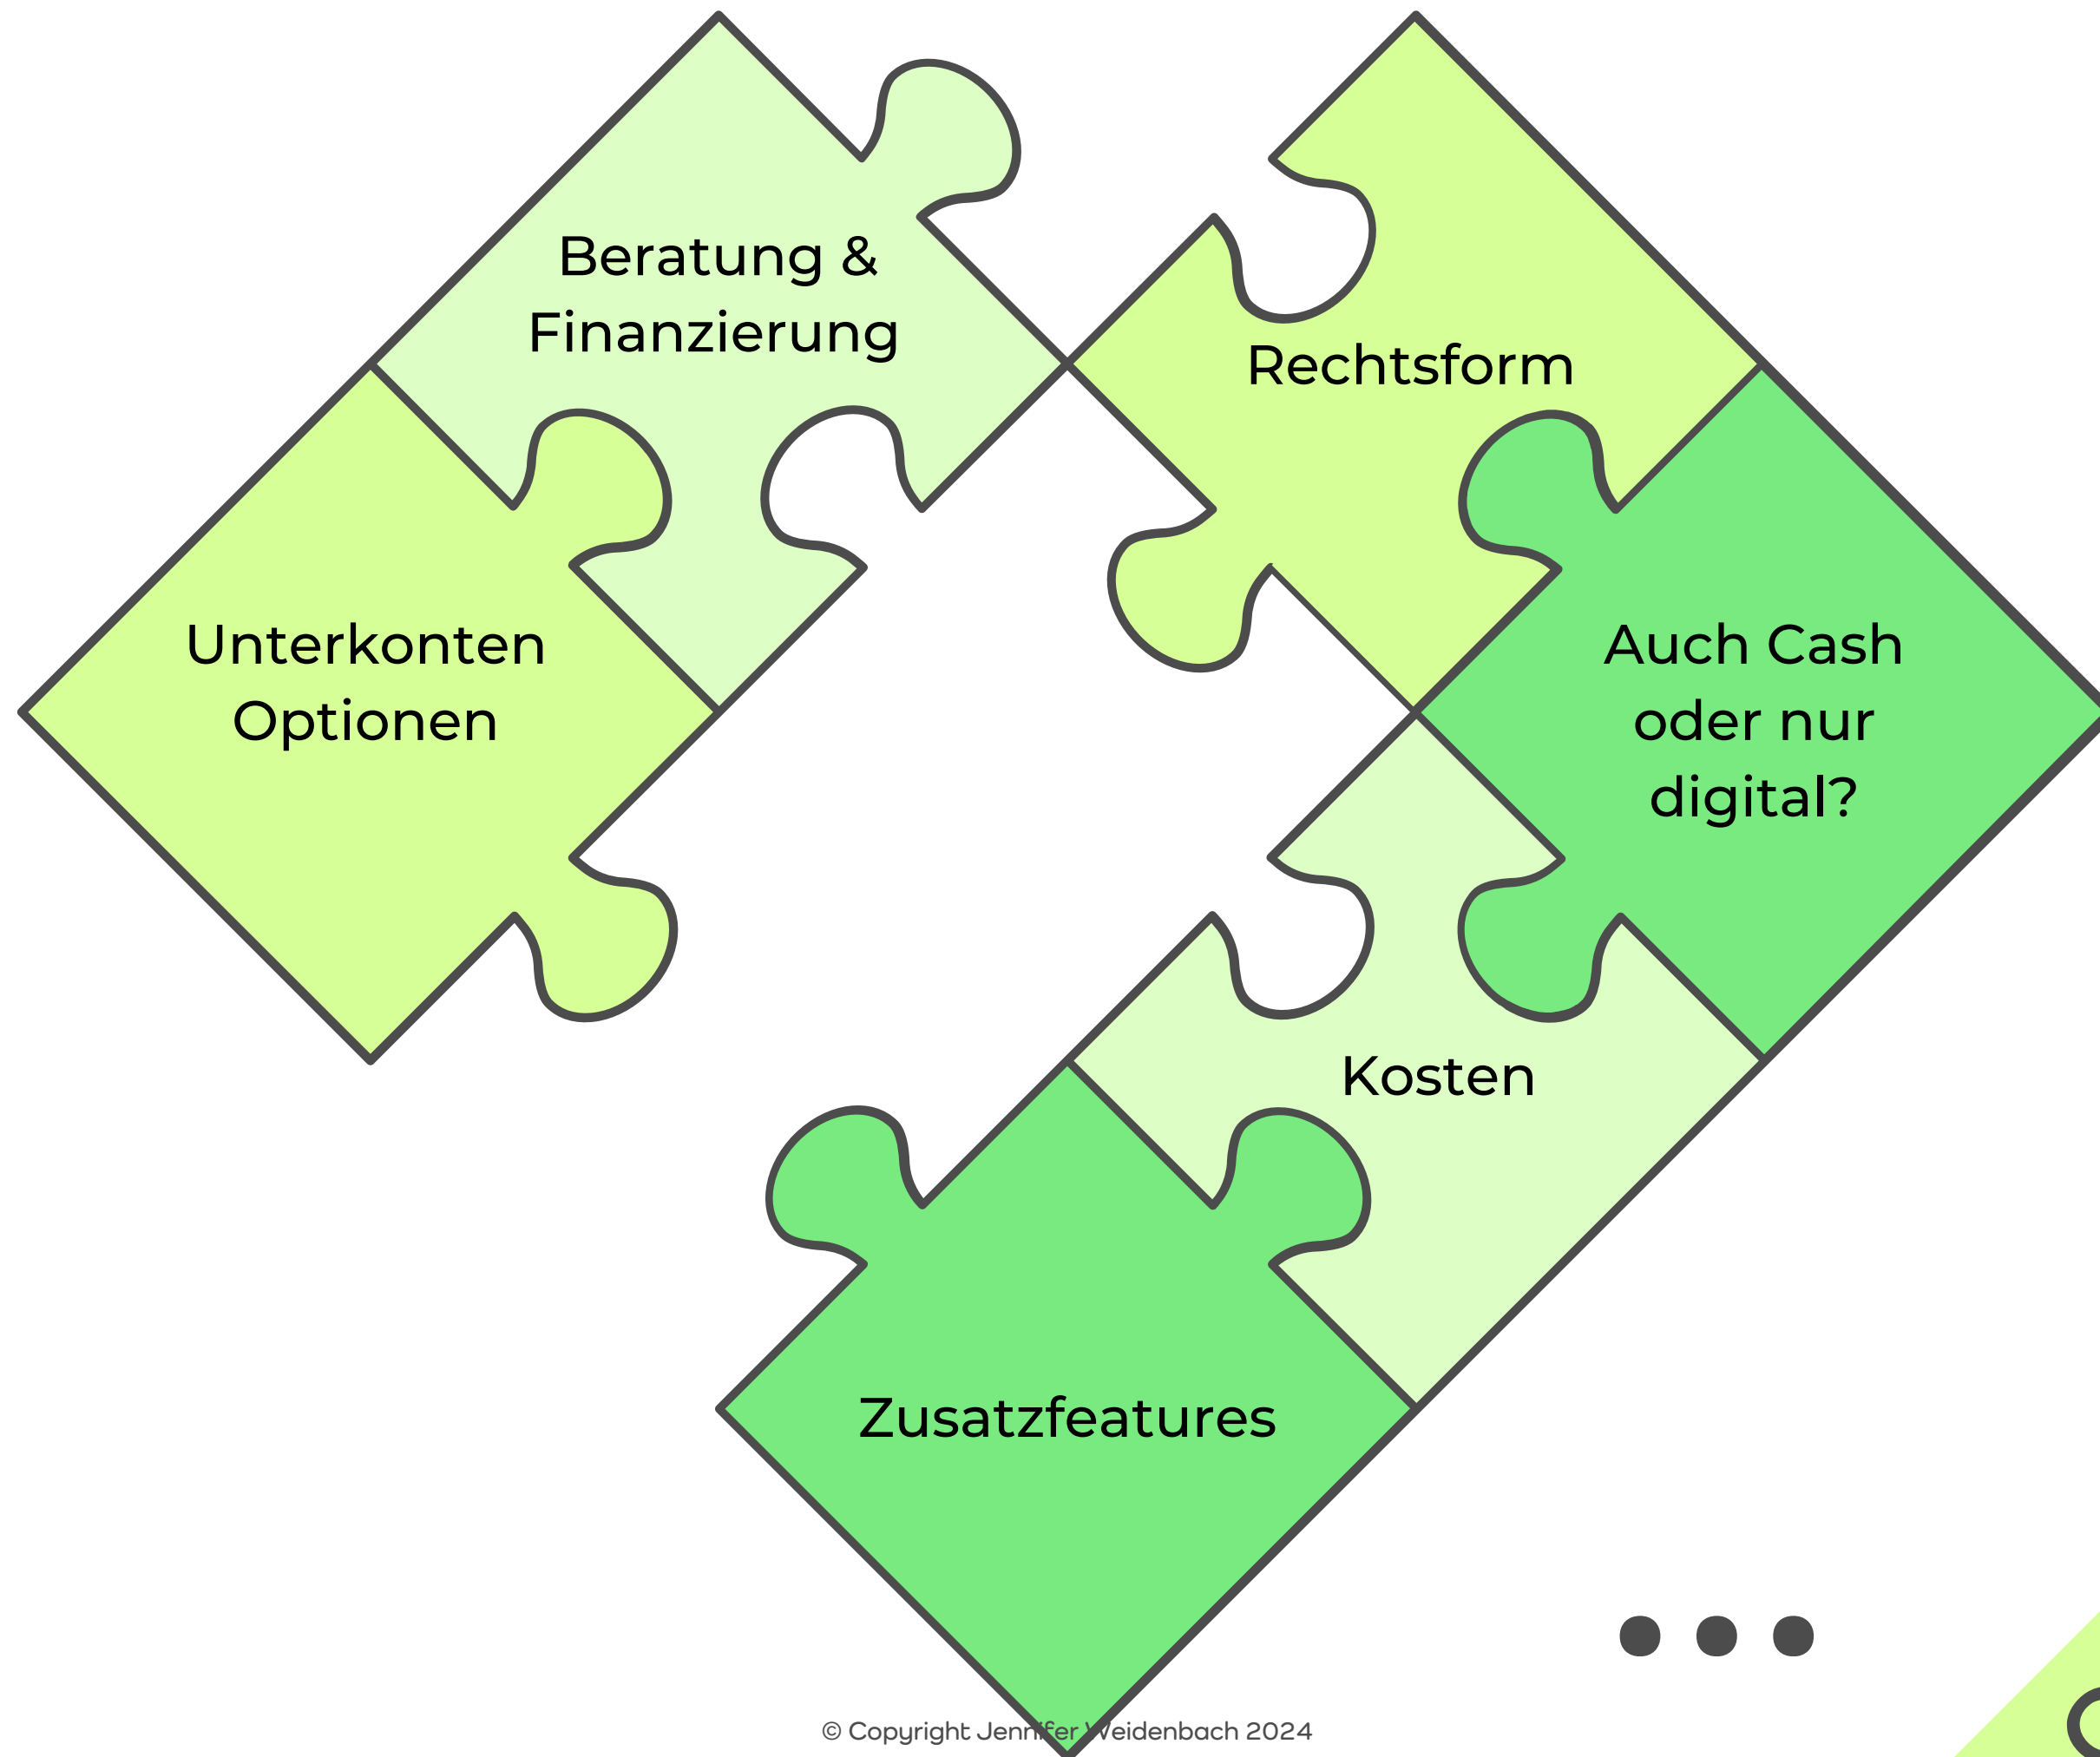 Beratung &
Finanzierung
Rechtsform
Unterkonten
Optionen
Auch Cash
oder nur
digital?
Kosten
Zusatzfeatures
© Copyright Jennifer Weidenbach 2024